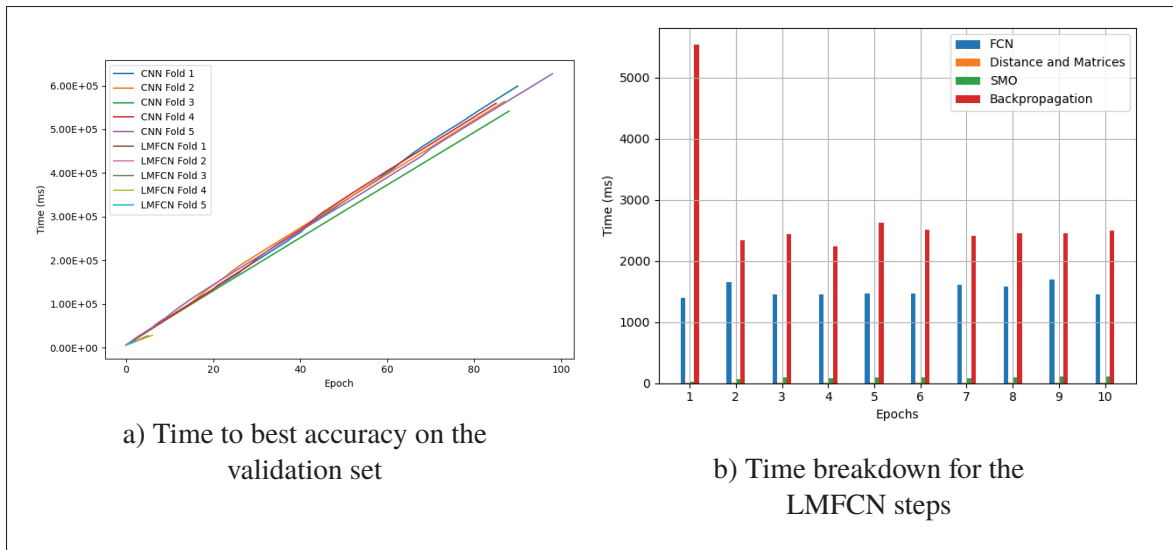 6.00E+05
5.00E+05
4.00E+05
3.00E+05
2.00E+05
1.00E+05
0.00E+00
Time (ms)
CNN Fold 1
CNN Fold 2
CNN Fold 3
CNN Fold 4
CNN Fold 5
LMFCN Fold 1
LMFCN Fold 2
LMFCN Fold 3
LMFCN Fold 4
LMFCN Fold 5
0 20 40 60 80 100
Epoch
a) Time to best accuracy on the
validation set
5000
4000
3000
2000
1000
0
Time (ms)
FCN
Distance and Matrices
SMO
Backpropagation
1 2 3 4 5 6 7 8 9 10
Epochs
b) Time breakdown for the
LMFCN steps